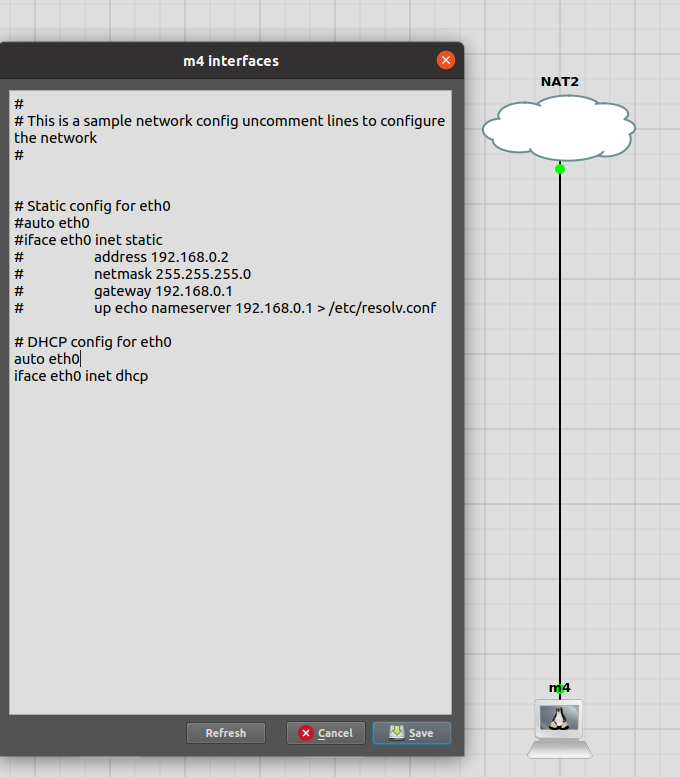 m4 interfaces
#
# This is a sample network config uncomment lines to configure
the network
#
# Static config for eth0
#auto eth0
#iface eth0 inet static
#	address 192.168.0.2
#	netmask 255.255.255.0
#	gateway 192.168.0.1
#	up echo nameserver 192.168.0.1 > /etc/resolv.conf
# DHCP config for eth0
auto eth0
iface eth0 inet dhcp
Refresh
Cancel
Save
NAT2
m4